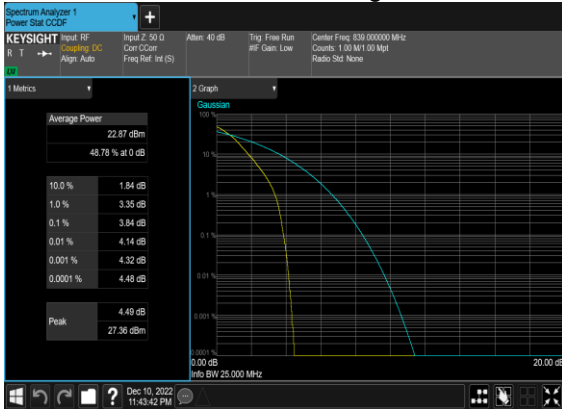 Spectrum Analyzer 1
Power Stat CCDF
KEYSIGHT
R T
LXI
Input: RF
Coupling: DC
Align: Auto
Input Z: 50 Ω
Corr CCorr
Freq Ref: Int (S)
Atten: 40 dB
Trig: Free Run
#IF Gain: Low
Center Freq: 839.000000 MHz
Counts: 1.00 M/1.00 Mpt
Radio Std: None
1 Metrics
Average Power
22.87 dBm
48.78 % at 0 dB
10.0 % 1.84 dB
1.0 % 3.35 dB
0.1 % 3.84 dB
0.01 % 4.14 dB
0.001 % 4.32 dB
0.0001 % 4.48 dB
Peak
4.49 dB
27.36 dBm
2 Graph
Gaussian
100 %
10 %
1 %
0.1 %
0.01 %
0.001 %
0.0001 %
0.00 dB
20.00 dB
Info BW 25.000 MHz
?
Dec 10, 2022
11:43:42 PM